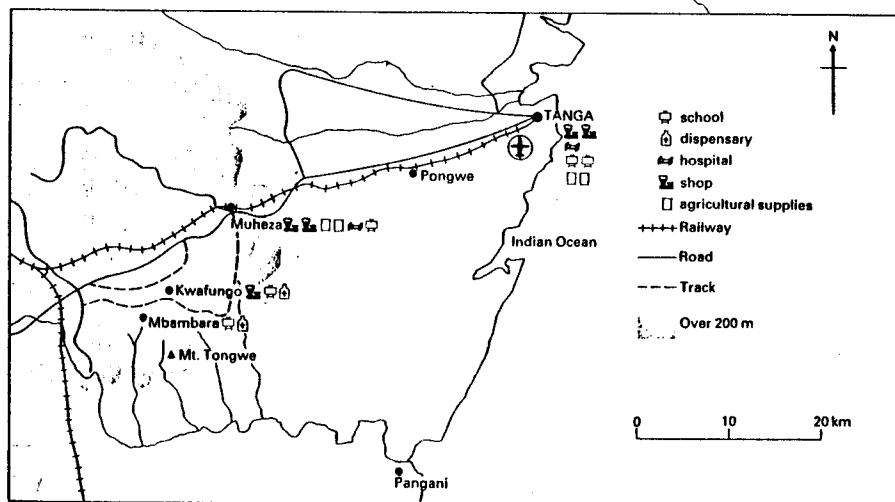 N
TANGA
Pongwe
Muheza
Indian Ocean
Kwafungo
Mbambara
Mt. Tongwe
Pangani
school
dispensary
hospital
shop
agricultural supplies
Railway
Road
Track
Over 200 m
0 10 20 km